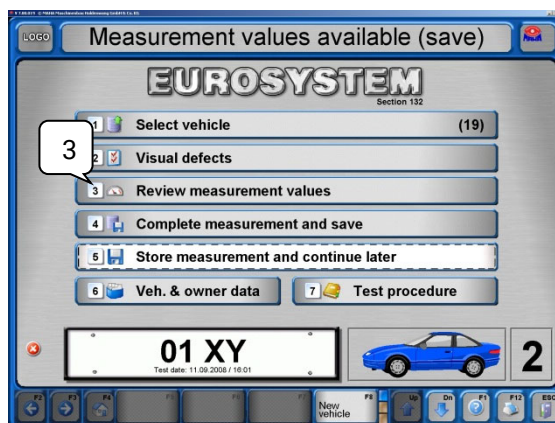 LOGO
Measurement values available (save)
EUROSYSTEM
Section 132
1 Select vehicle (19)
3
2 Visual defects
3 Review measurement values
4 Complete measurement and save
5 Store measurement and continue later
6 Veh. & owner data
7 Test procedure
01 XY
Test date: 11.09.2008 / 16:01
2
F2 F3 F4 F5 F6 F7 F8 Up Dn F1 F12 ESC
New
vehicle